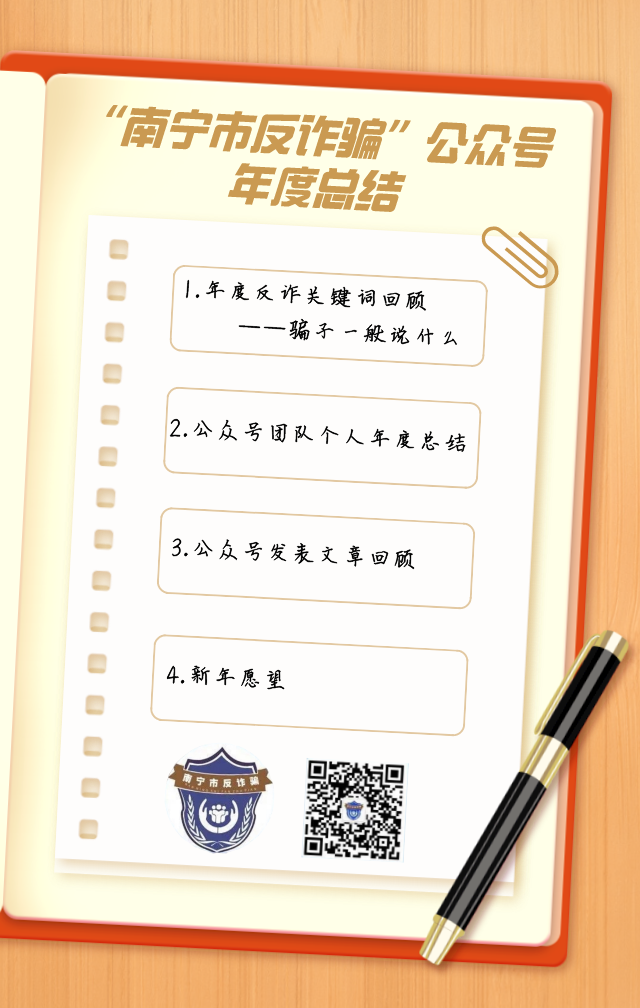 “南宁市反诈骗”公众号
年度总结
1.年度反诈关键词回顾
——骗子一般说什么
2.公众号团队个人年度总结
3.公众号发表文章回顾
4.新年愿望
南宁市反诈骗